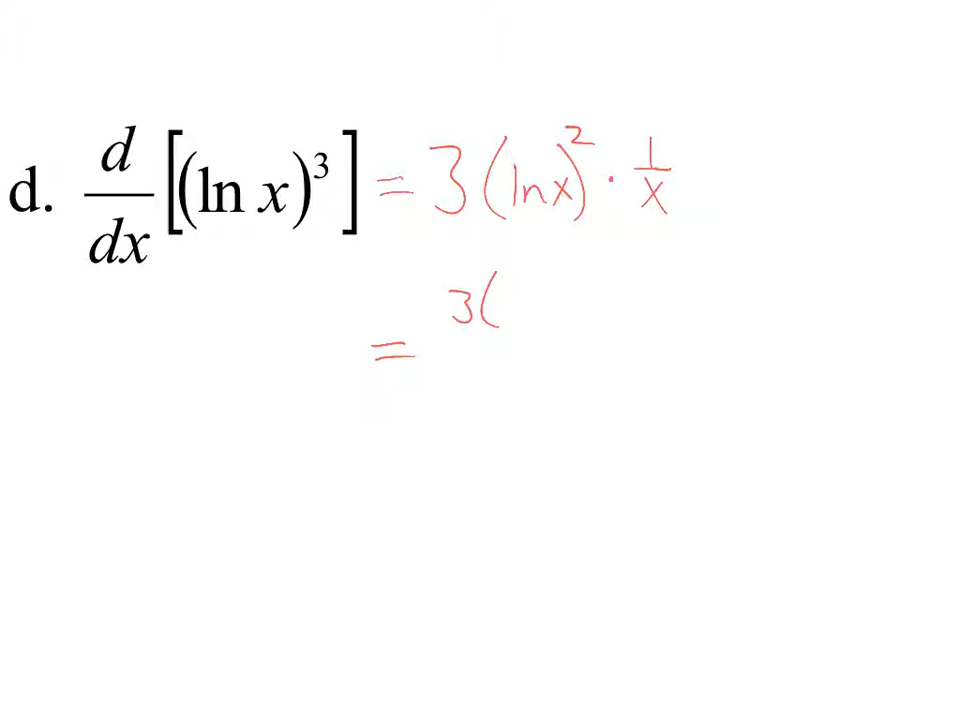 d. d/dx [(ln x)³] = 3(ln x)² · 1/x
= 3(